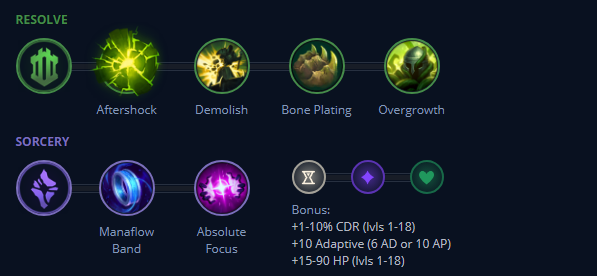 RESOLVE
Aftershock
Demolish
Bone Plating
Overgrowth
SORCERY
Manaflow
Band
Absolute
Focus
Bonus:
+1-10% CDR (lvls 1-18)
+10 Adaptive (6 AD or 10 AP)
+15-90 HP (lvls 1-18)